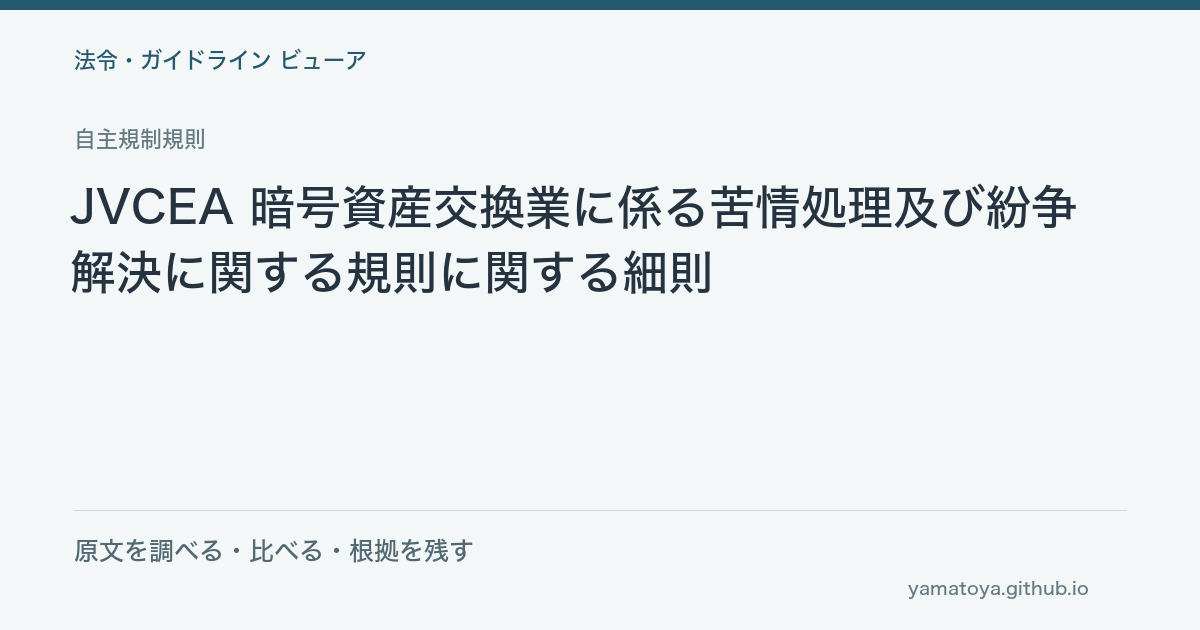 法令・ガイドライン ビューア
自主規制規則
JVCEA 暗号資産交換業に係る苦情処理及び紛争
解決に関する規則に関する細則
原文を調べる・比べる・根拠を残す
yamatoya.github.io